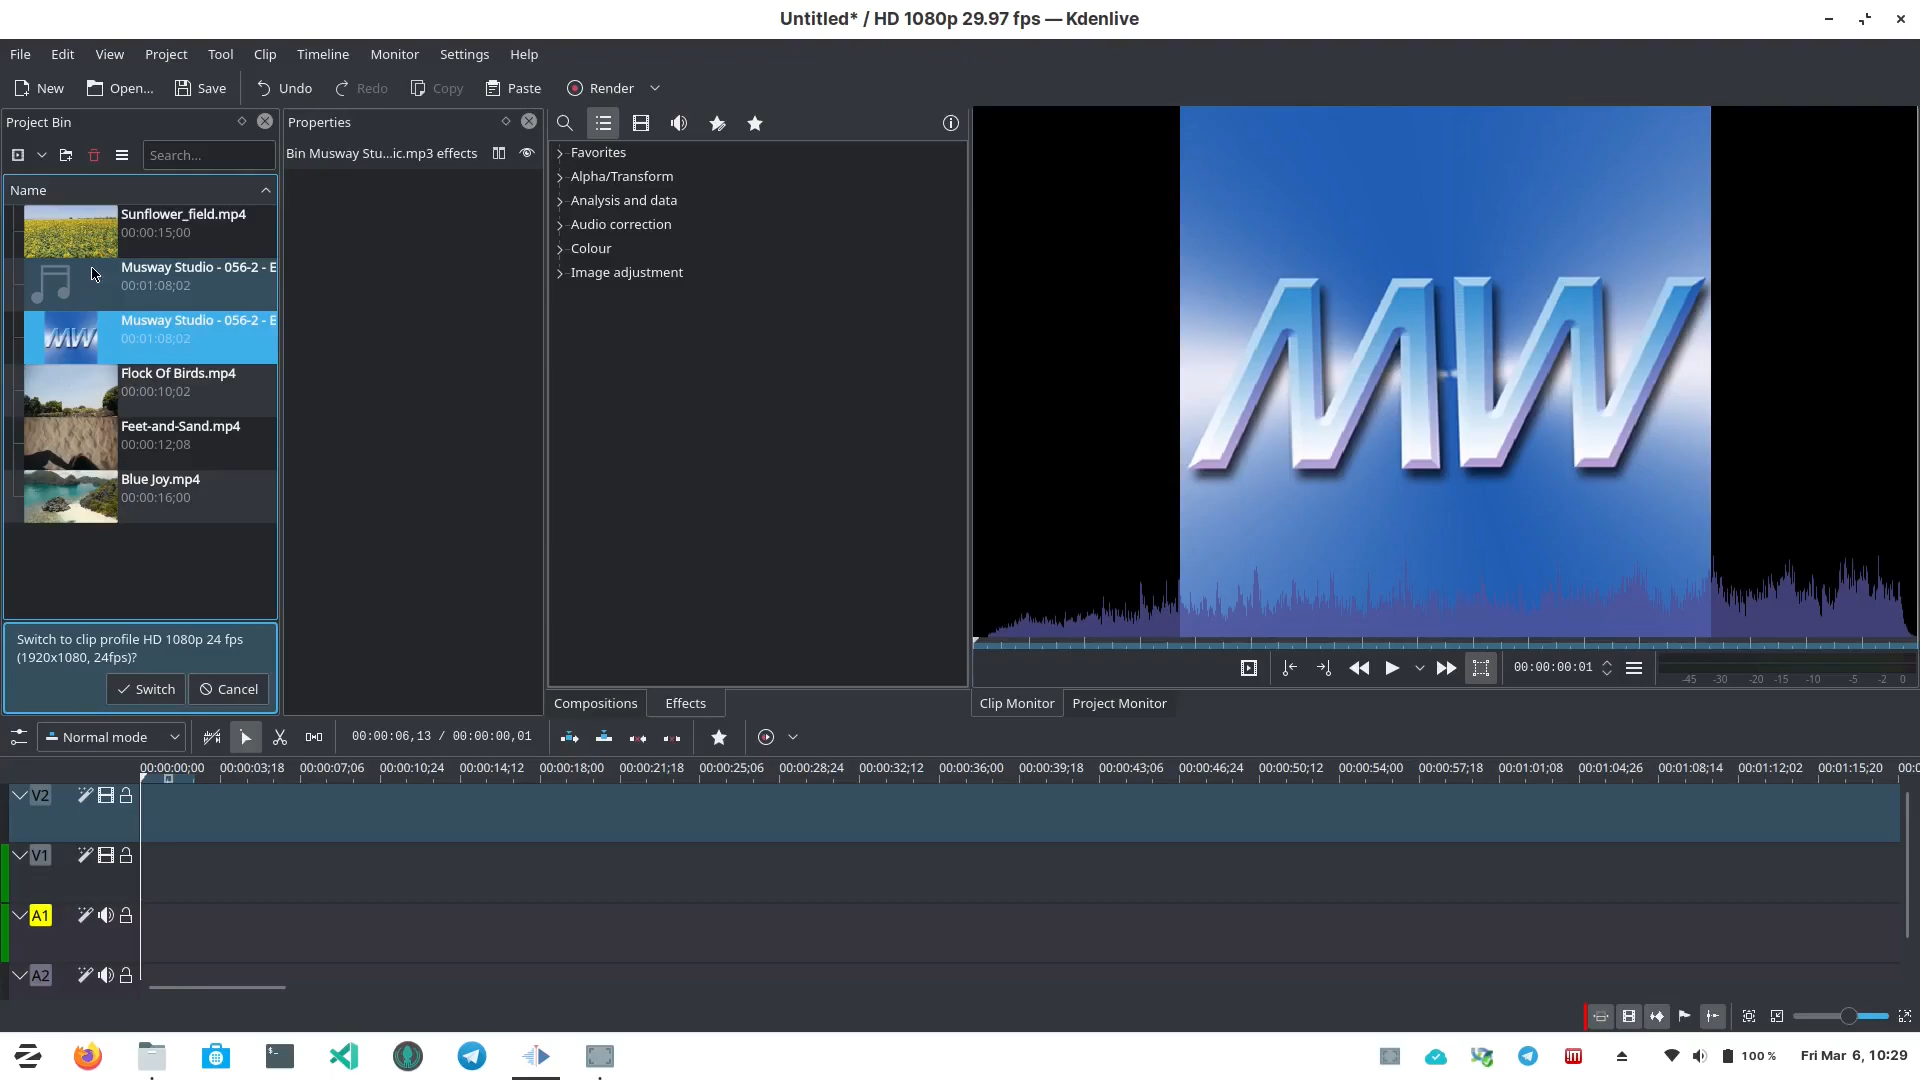 Untitled* / HD 1080p 29.97 fps — Kdenlive
File Edit View Project Tool Clip Timeline Monitor Settings Help
New Open... Save Undo Redo Copy Paste Render
Project Bin
Search...
Name
Sunflower_field.mp4
00:00:15;00
Musway Studio - 056-2 - E
00:01:08;02
MW
Musway Studio - 056-2 - E
00:01:08;02
Flock Of Birds.mp4
00:00:10;02
Feet-and-Sand.mp4
00:00:12;08
Blue Joy.mp4
00:00:16;00
Switch to clip profile HD 1080p 24 fps
(1920x1080, 24fps)?
Switch Cancel
Properties
Bin Musway Stu...ic.mp3 effects
Favorites
Alpha/Transform
Analysis and data
Audio correction
Colour
Image adjustment
Compositions Effects
MW
00:00:00:01
-45 -30 -20 -15 -10 -5 -2 0
Clip Monitor Project Monitor
Normal mode 00:00:06,13 / 00:00:00,01
00:00:00;00 00:00:03;18 00:00:07;06 00:00:10;24 00:00:14;12 00:00:18;00 00:00:21;18 00:00:25;06 00:00:28;24 00:00:32;12 00:00:36;00 00:00:39;18 00:00:43;06 00:00:46;24 00:00:50;12 00:00:54;00 00:00:57;18 00:01:01;08 00:01:04;26 00:01:08;14 00:01:12;02 00:01:15;20 00:0
V2
V1
A1
A2
100 % Fri Mar 6, 10:29